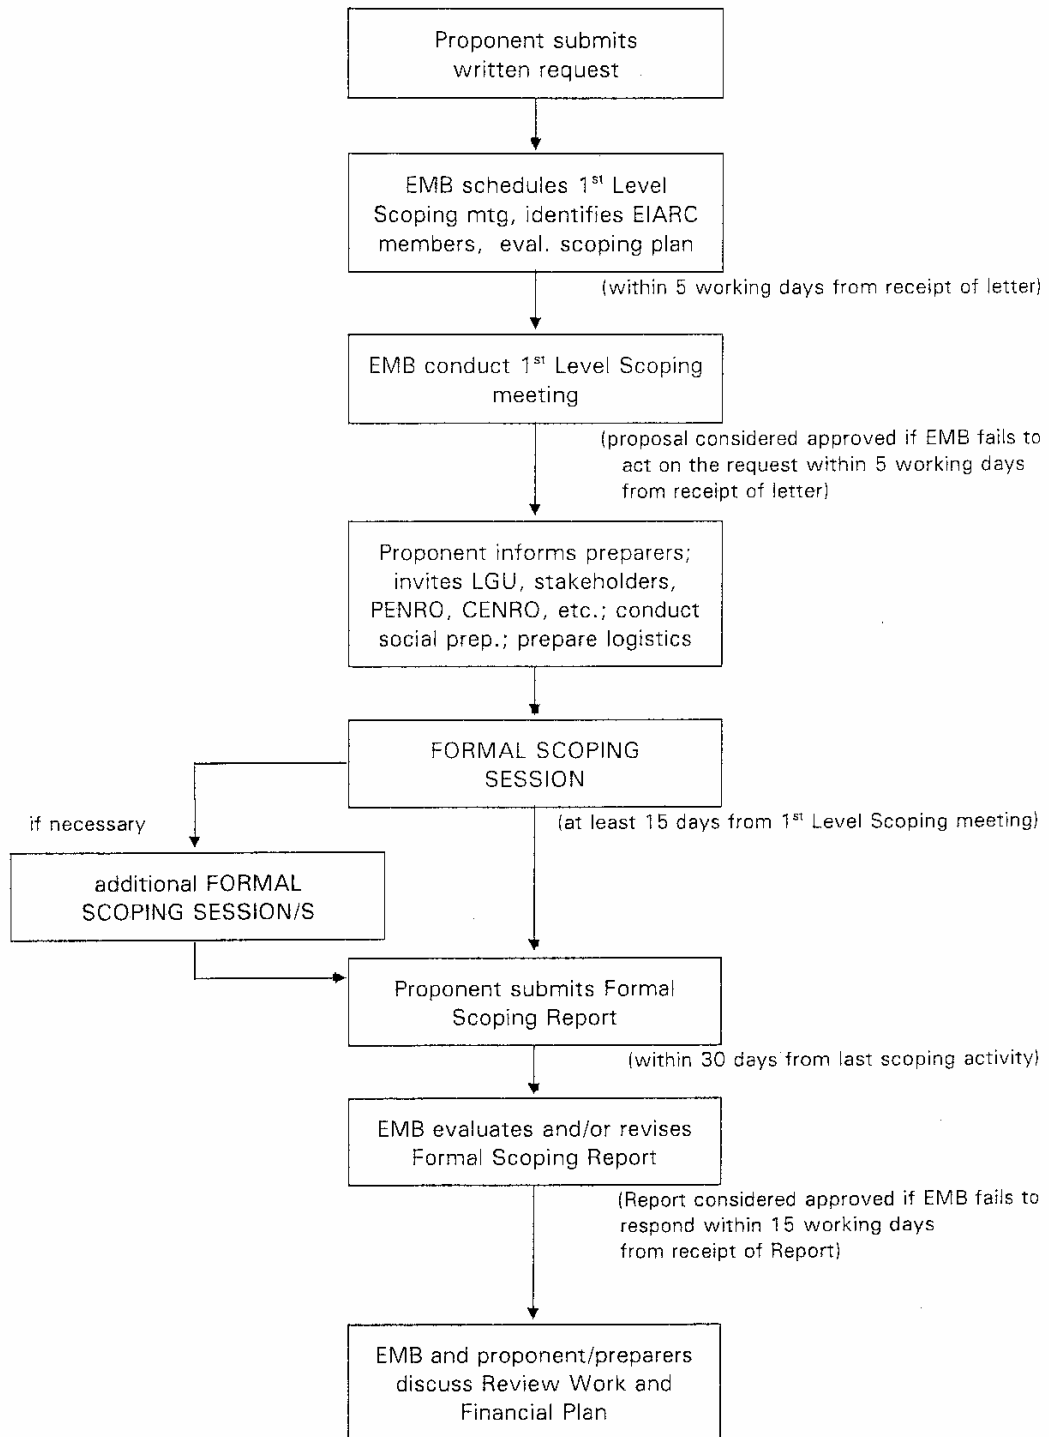 Proponent submits
written request
EMB schedules 1st Level
Scoping mtg, identifies EIARC
members, eval. scoping plan
(within 5 working days from receipt of letter)
EMB conduct 1st Level Scoping
meeting
(proposal considered approved if EMB fails to
act on the request within 5 working days
from receipt of letter)
Proponent informs preparers;
invites LGU, stakeholders,
PENRO, CENRO, etc.; conduct
social prep.; prepare logistics
FORMAL SCOPING
SESSION
(at least 15 days from 1st Level Scoping meeting)
if necessary
additional FORMAL
SCOPING SESSION/S
Proponent submits Formal
Scoping Report
(within 30 days from last scoping activity)
EMB evaluates and/or revises
Formal Scoping Report
(Report considered approved if EMB fails to
respond within 15 working days
from receipt of Report)
EMB and proponent/preparers
discuss Review Work and
Financial Plan